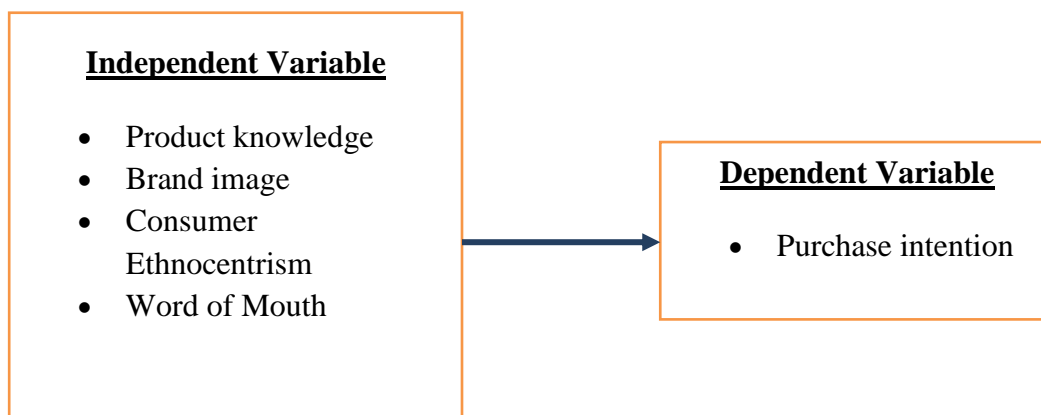 Independent Variable
• Product knowledge
• Brand image
• Consumer
Ethnocentrism
• Word of Mouth
Dependent Variable
• Purchase intention